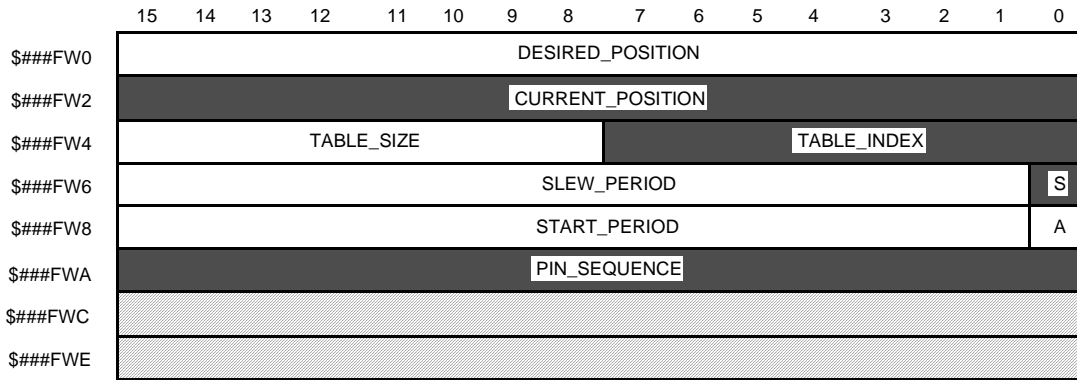 15 14 13 12 11 10 9 8 7 6 5 4 3 2 1 0
$###FW0 DESIRED_POSITION
$###FW2 CURRENT_POSITION
$###FW4 TABLE_SIZE TABLE_INDEX
$###FW6 SLEW_PERIOD S
$###FW8 START_PERIOD A
$###FWA PIN_SEQUENCE
$###FWC
$###FWE